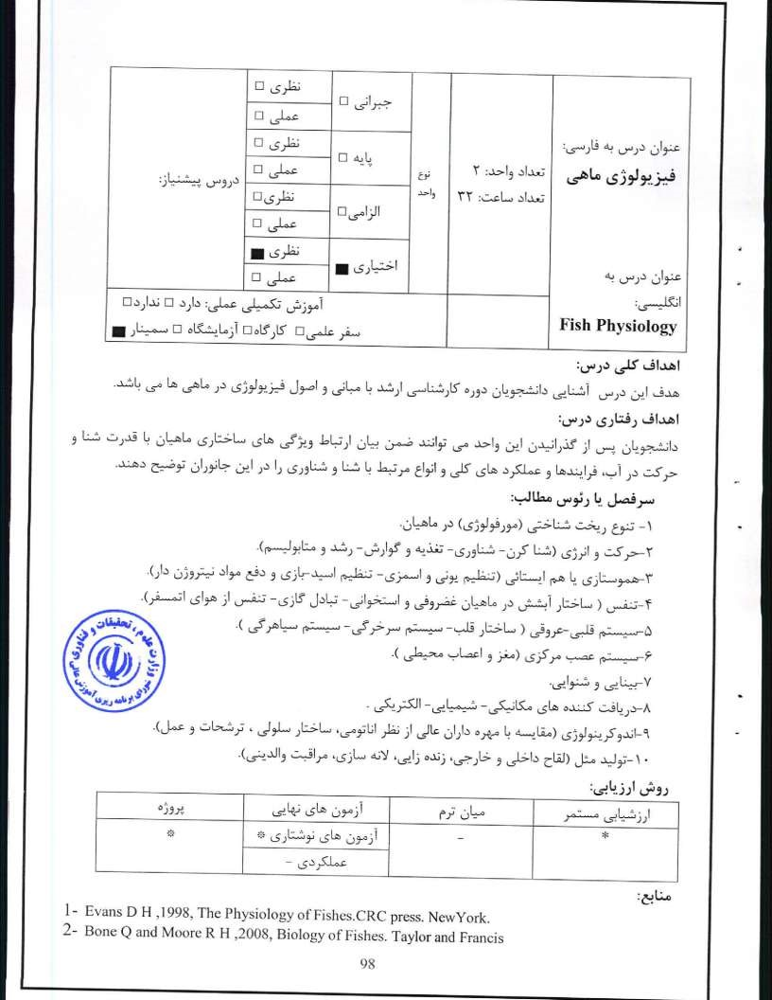 عنوان درس به فارسی:
فیزیولوژی ماهی
عنوان درس به
انگلیسی:
Fish Physiology
تعداد واحد: ۲
تعداد ساعت: ۳۲
نوع
واحد
جبرانی □
نظری □
عملی □
پایه □
نظری □
عملی □
الزامی□
نظری□
عملی □
اختیاری ■
نظری ■
عملی □
دروس پیشنیاز:
آموزش تکمیلی عملی: دارد □ ندارد□
سفر علمی□ کارگاه□ آزمایشگاه □ سمینار ■
اهداف کلی درس:
هدف این درس آشنایی دانشجویان دوره کارشناسی ارشد با مبانی و اصول فیزیولوژی در ماهی ها می باشد.
اهداف رفتاری درس:
دانشجویان پس از گذرانیدن این واحد می توانند ضمن بیان ارتباط ویژگی های ساختاری ماهیان با قدرت شنا و
حرکت در آب، فرایندها و عملکرد های کلی و انواع مرتبط با شنا و شناوری را در این جانوران توضیح دهند.
سرفصل یا رئوس مطالب:
۱- تنوع ریخت شناختی (مورفولوژی) در ماهیان.
۲-حرکت و انرژی (شنا کرن- شناوری- تغذیه و گوارش- رشد و متابولیسم).
۳-هموستازی یا هم ایستائی (تنظیم یونی و اسمزی- تنظیم اسید-بازی و دفع مواد نیتروژن دار).
۴-تنفس ( ساختار آبشش در ماهیان غضروفی و استخوانی- تبادل گازی- تنفس از هوای اتمسفر).
۵-سیستم قلبی-عروقی ( ساختار قلب- سیستم سرخرگی- سیستم سیاهرگی ).
۶-سیستم عصب مرکزی (مغز و اعصاب محیطی ).
۷-بینایی و شنوایی.
۸-دریافت کننده های مکانیکی- شیمیایی- الکتریکی .
۹-اندوکرینولوژی (مقایسه با مهره داران عالی از نظر اناتومی، ساختار سلولی ، ترشحات و عمل).
۱۰-تولید مثل (لقاح داخلی و خارجی، زنده زایی، لانه سازی، مراقبت والدینی).
وزارت علوم، تحقیقات و فناوری
شورای برنامه ریزی آموزش عالی
روش ارزیابی:
ارزشیابی مستمر میان ترم آزمون های نهایی پروژه
* - آزمون های نوشتاری * *
عملکردی -
منابع:
1- Evans D H ,1998, The Physiology of Fishes.CRC press. NewYork.
2- Bone Q and Moore R H ,2008, Biology of Fishes. Taylor and Francis
98